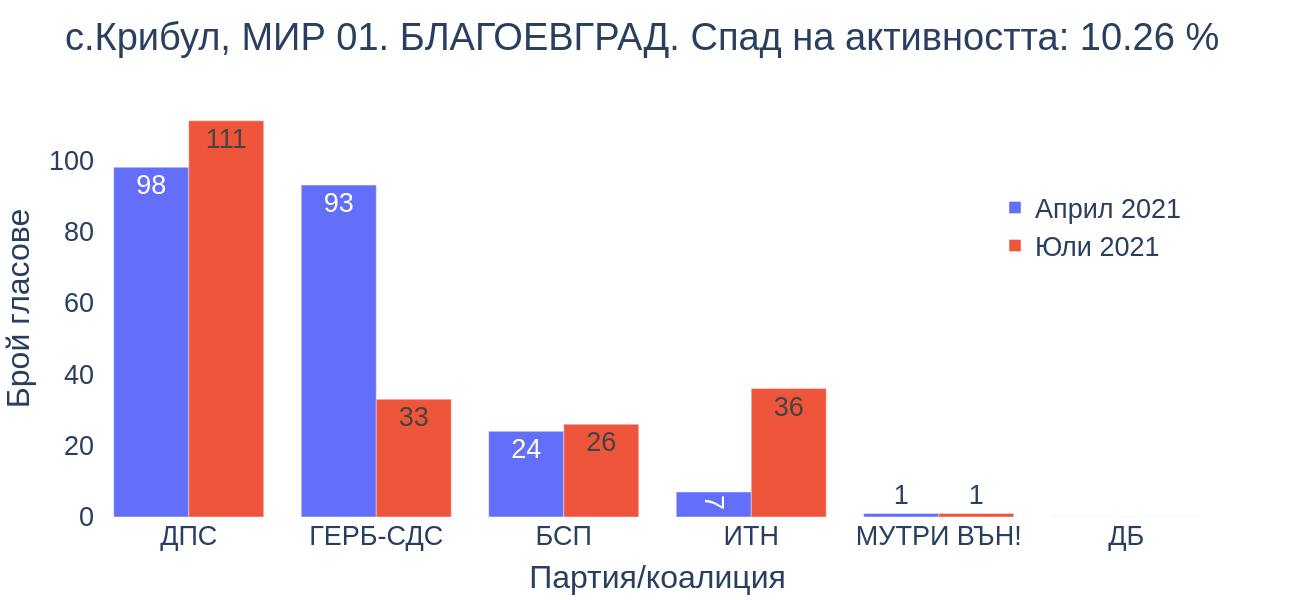 с.Крибул, МИР 01. БЛАГОЕВГРАД. Спад на активността: 10.26 %
Брой гласове
100
80
60
40
20
0
98
111
93
33
24
26
7
36
1
1
Април 2021
Юли 2021
ДПС
ГЕРБ-СДС
БСП
ИТН
МУТРИ ВЪН!
ДБ
Партия/коалиция